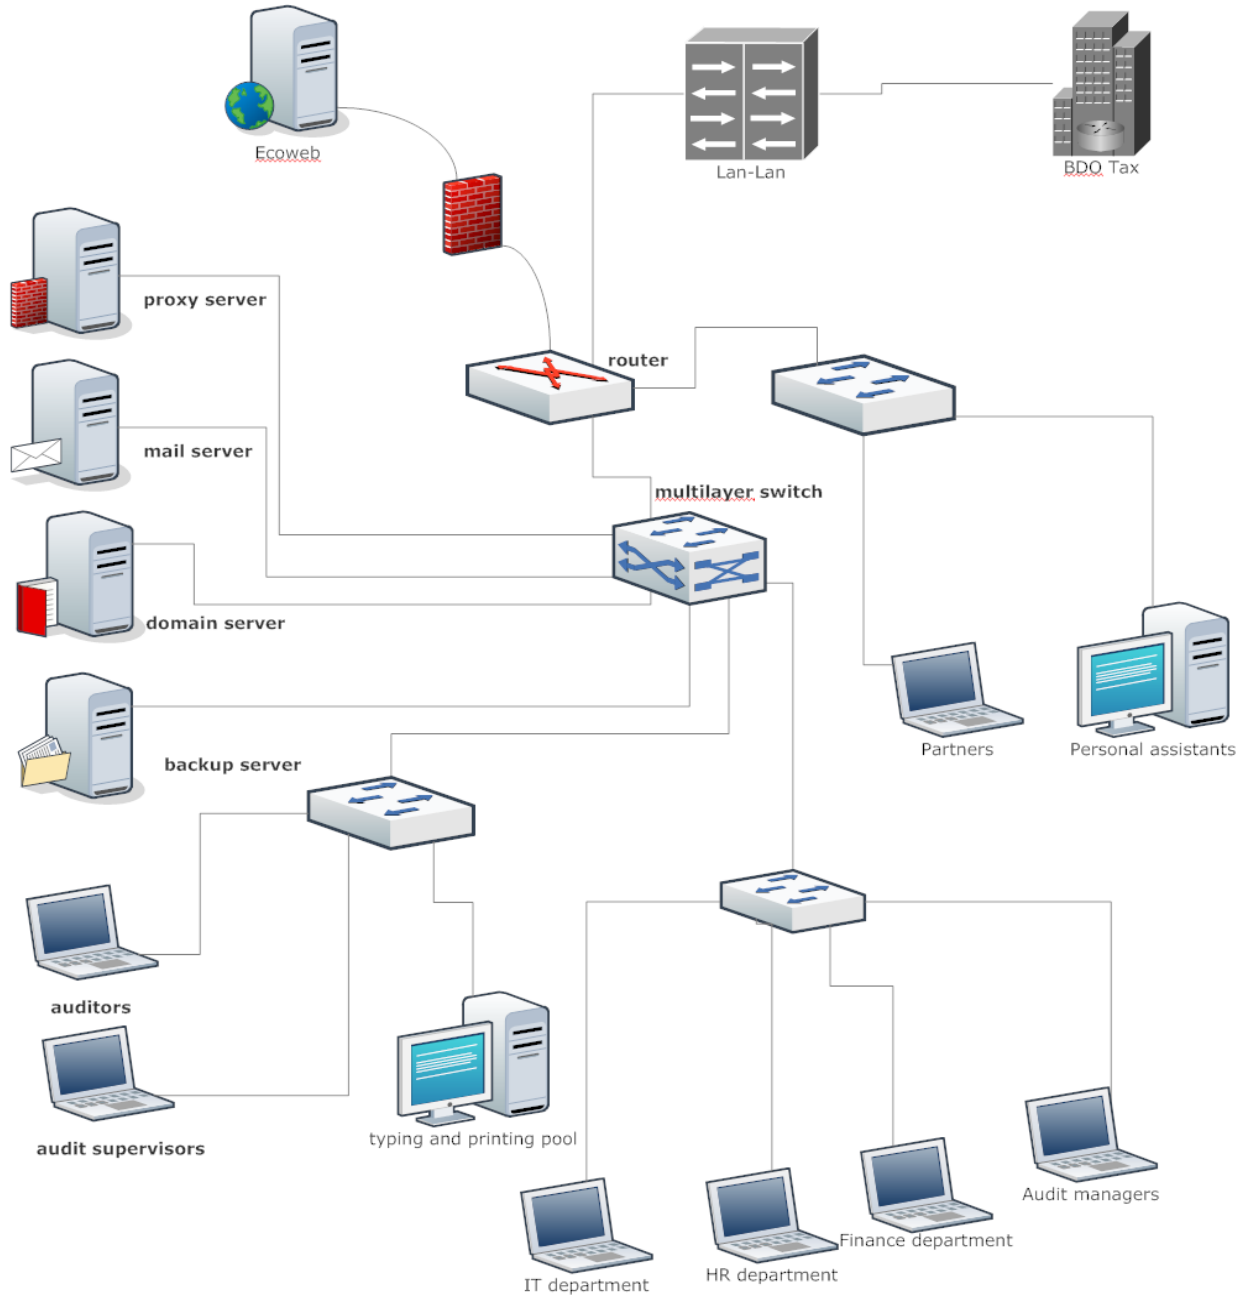 Ecoweb
Lan-Lan
BDO Tax
proxy server
router
mail server
multilayer switch
domain server
Partners
Personal assistants
backup server
auditors
typing and printing pool
audit supervisors
Audit managers
Finance department
HR department
IT department